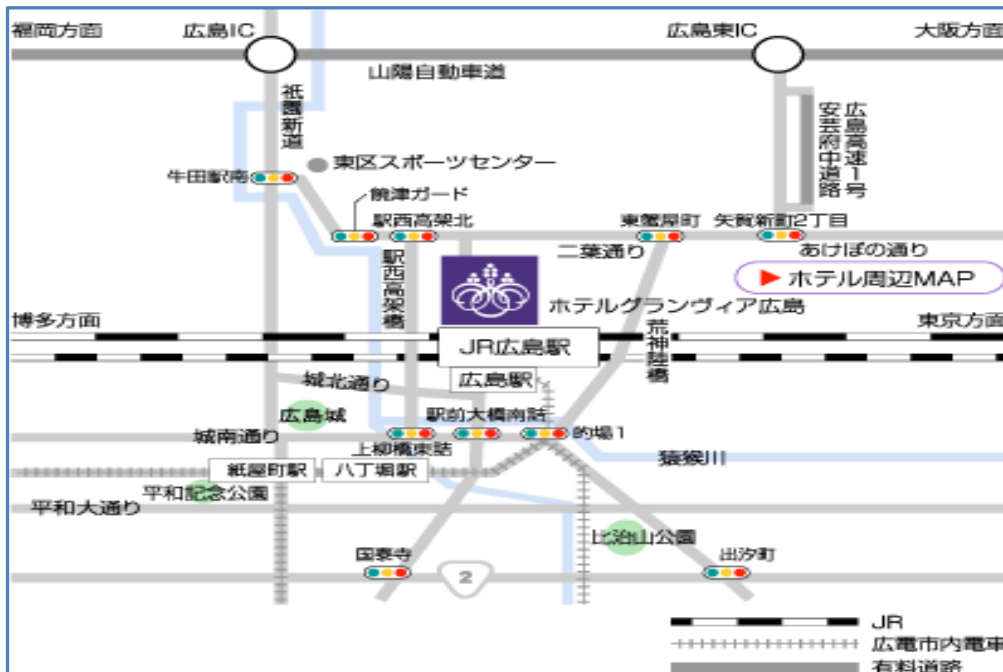 福岡方面
広島IC
広島東IC
大阪方面
山陽自動車道
祇園新道
広島高速1号
安芸府中道路
東区スポーツセンター
牛田駅南
饒津ガード
駅西高架北
東蟹屋町
矢賀新町2丁目
二葉通り
あけぼの通り
駅西高架橋
ホテル周辺MAP
ホテルグランヴィア広島
博多方面
東京方面
荒神陸橋
JR広島駅
広島駅
城北通り
広島城
駅前大橋南詰
城南通り
的場1
上柳橋東詰
猿猴川
紙屋町駅
八丁堀駅
平和記念公園
平和大通り
比治山公園
国泰寺
出汐町
2
JR
広電市内電車
有料道路